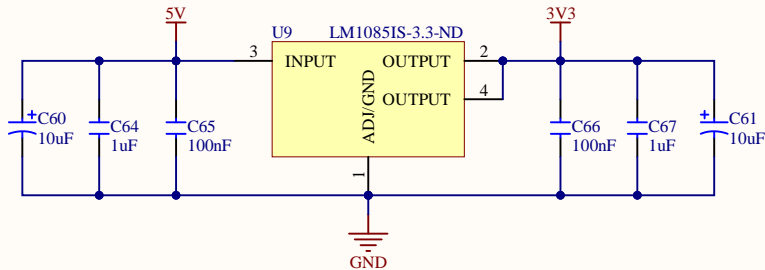 5V
3V3
U9 LM1085IS-3.3-ND
3 INPUT OUTPUT 2
OUTPUT 4
ADJ/GND
1
C60
10uF
C64
1uF
C65
100nF
C66
100nF
C67
1uF
C61
10uF
GND